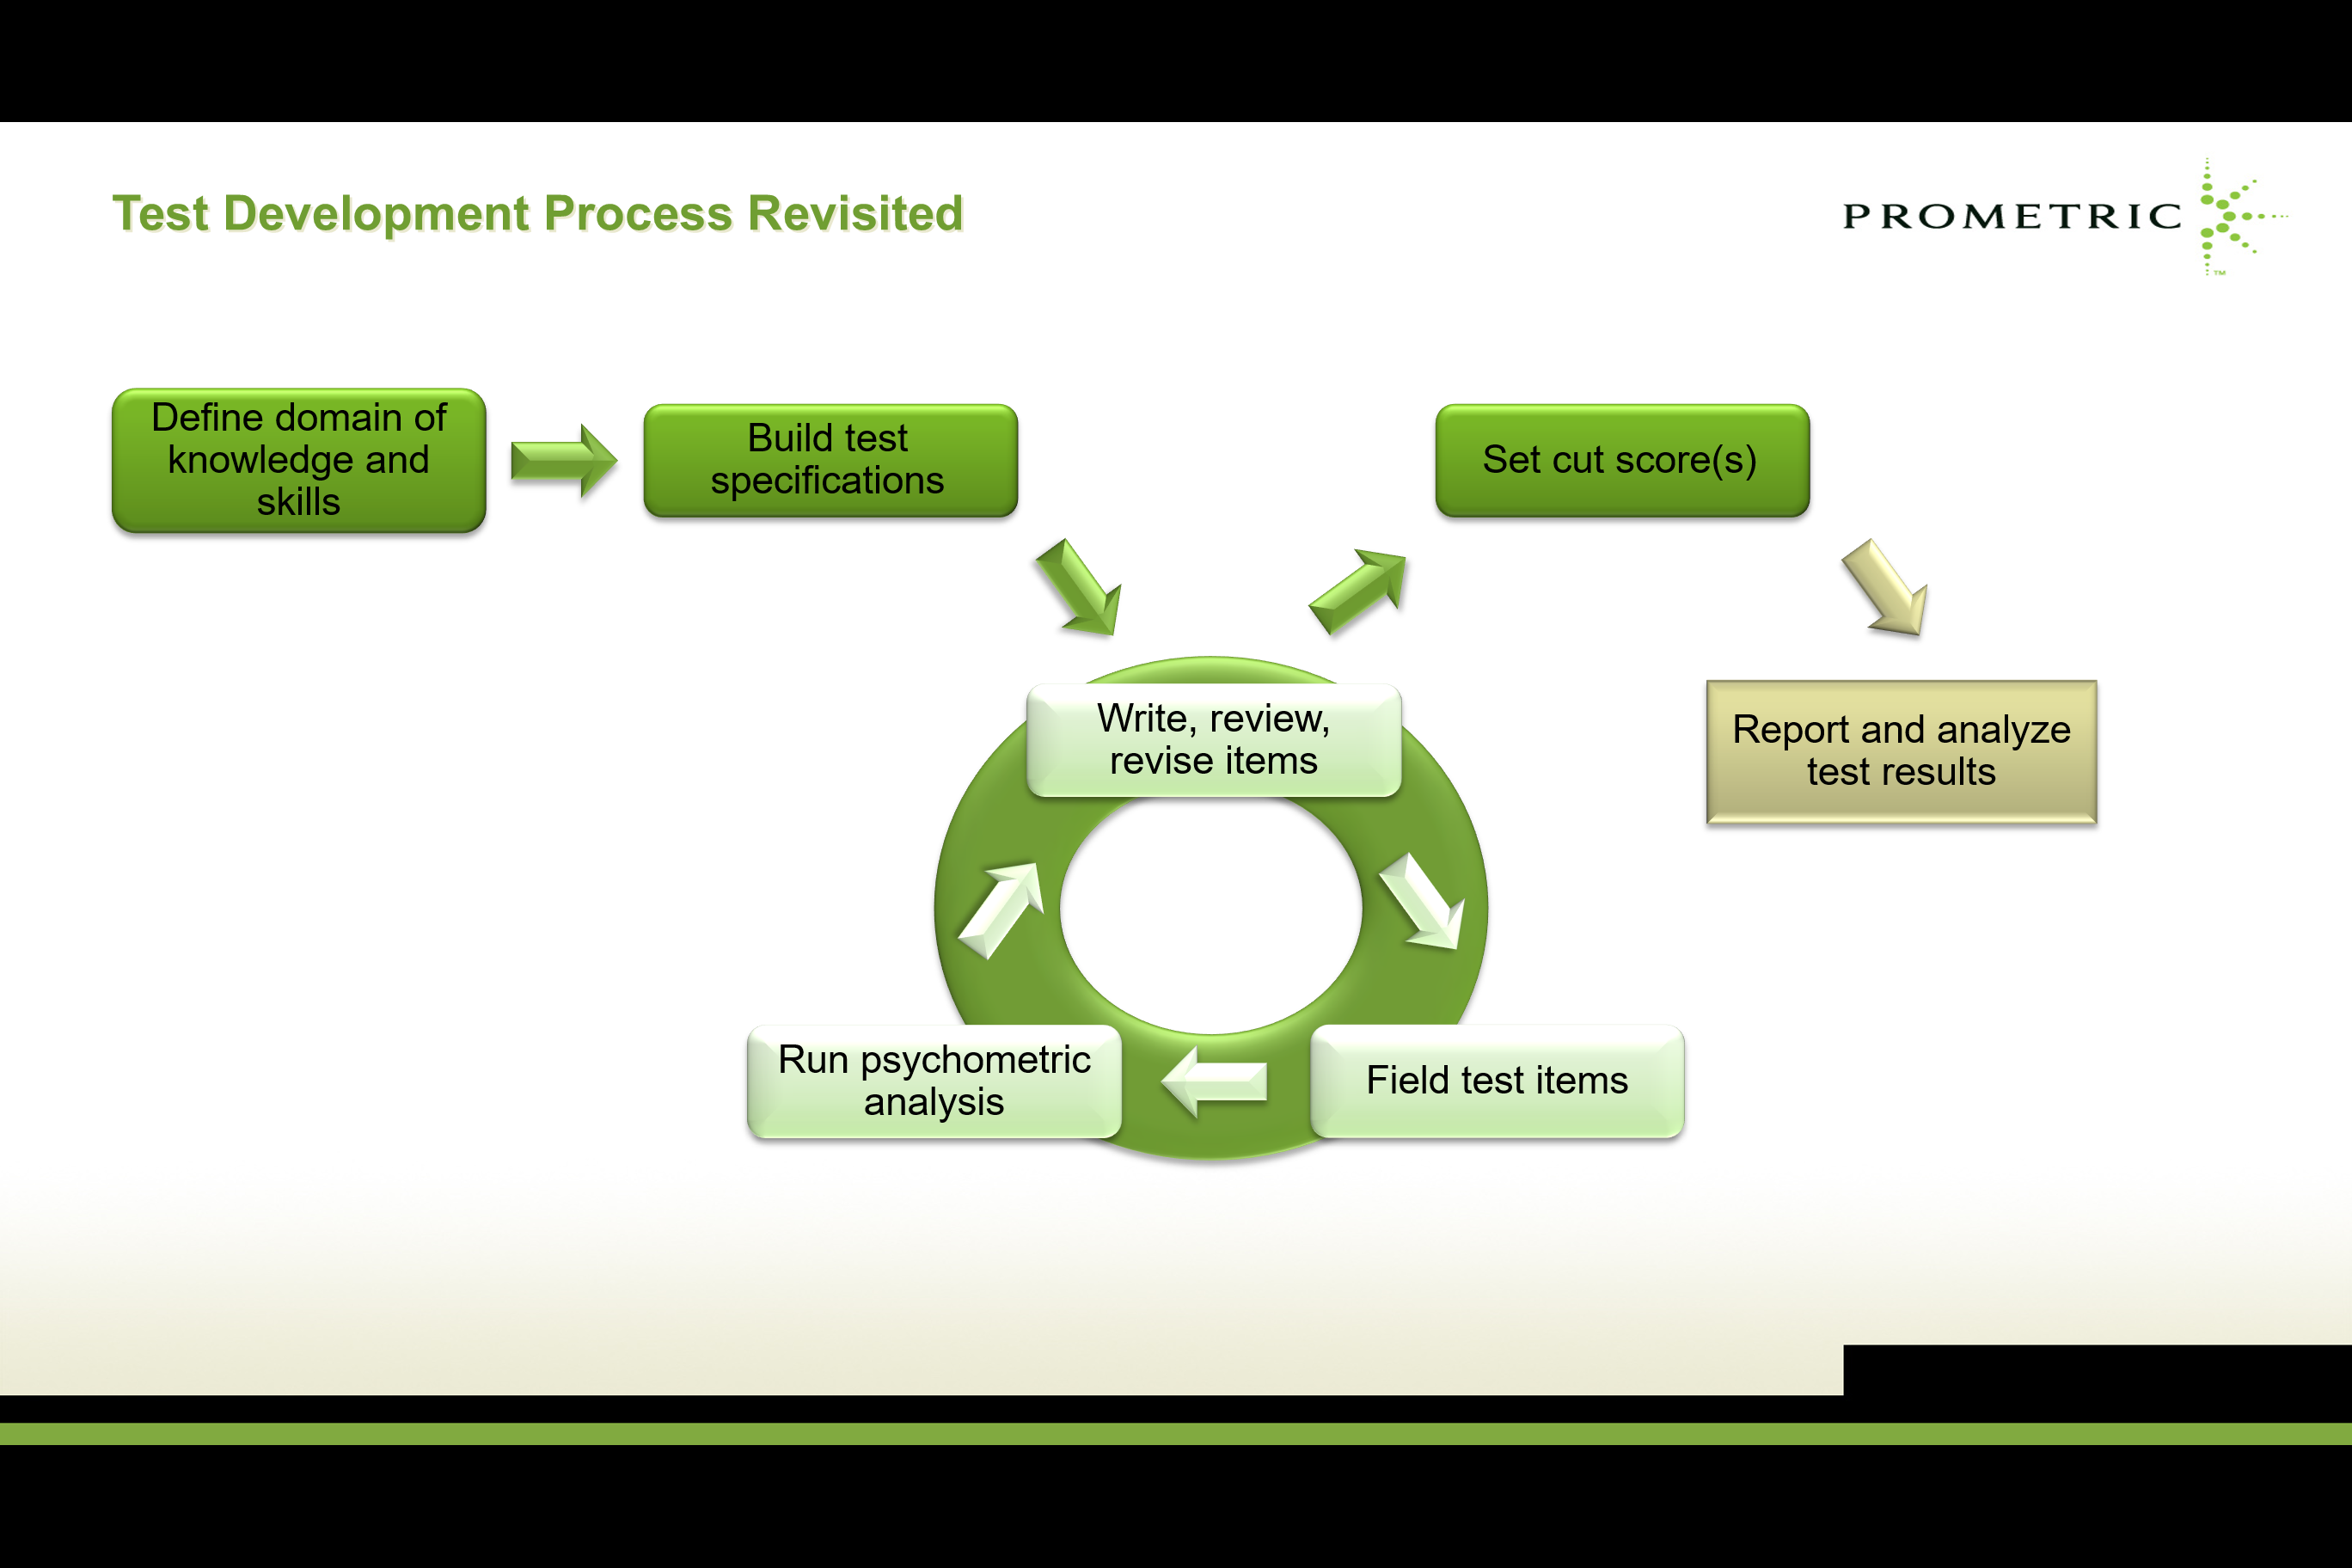 Test Development Process Revisited
PROMETRIC
™
Define domain of
knowledge and
skills
Build test
specifications
Set cut score(s)
Write, review,
revise items
Report and analyze
test results
Run psychometric
analysis
Field test items